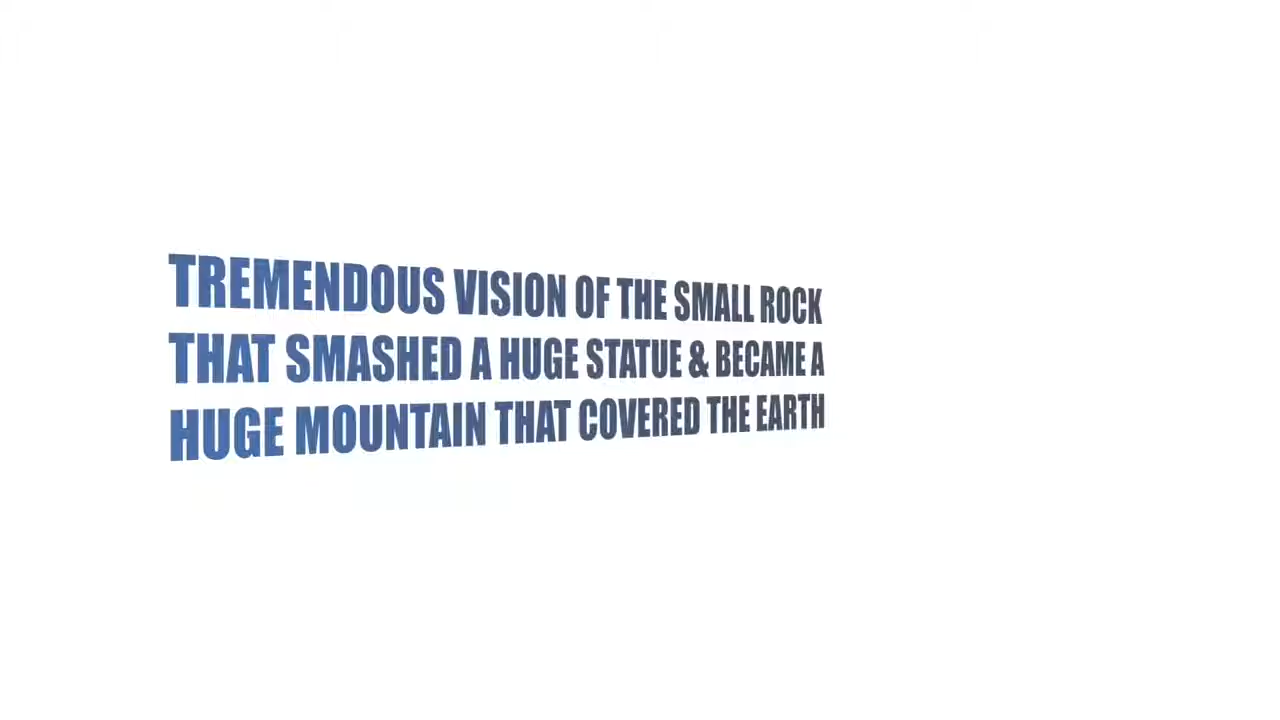 TREMENDOUS VISION OF THE SMALL ROCK
THAT SMASHED A HUGE STATUE & BECAME A
HUGE MOUNTAIN THAT COVERED THE EARTH